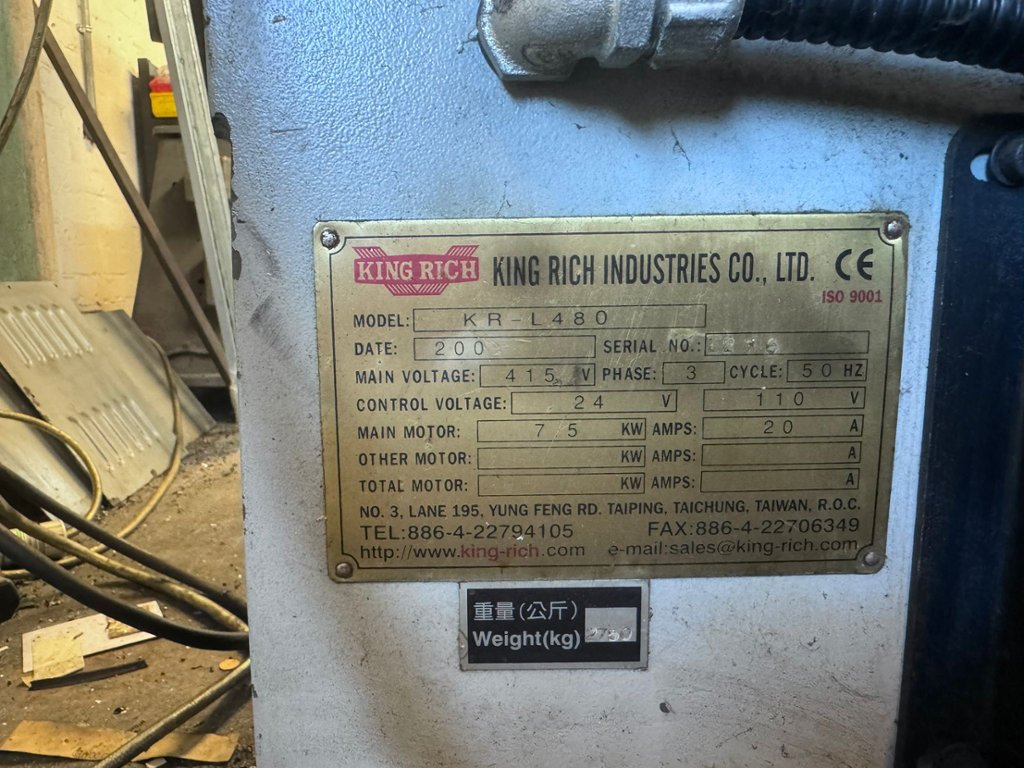 KING RICH KING RICH INDUSTRIES CO., LTD. CE
ISO 9001
MODEL: KR-L480
DATE: 200 SERIAL NO.:
MAIN VOLTAGE: 415 V PHASE: 3 CYCLE: 50 HZ
CONTROL VOLTAGE: 24 V 110 V
MAIN MOTOR: 75 KW AMPS: 20 A
OTHER MOTOR: KW AMPS: A
TOTAL MOTOR: KW AMPS: A
NO. 3, LANE 195, YUNG FENG RD. TAIPING, TAICHUNG, TAIWAN, R.O.C.
TEL:886-4-22794105 FAX:886-4-22706349
http://www.king-rich.com e-mail:sales@king-rich.com
重量(公斤)
Weight(kg) 2750